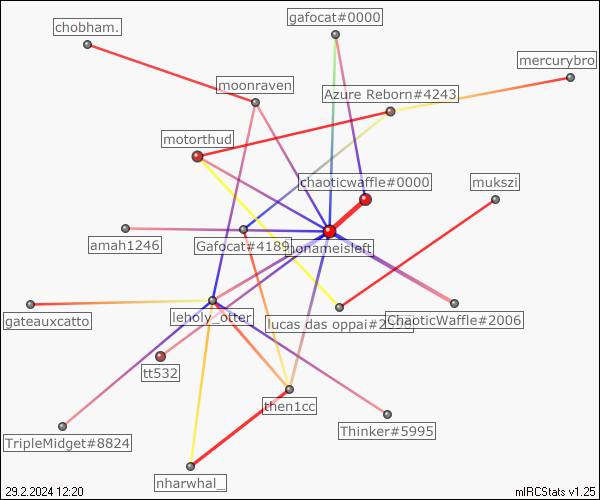 gafocat#0000
chobham.
mercurybro
moonraven
Azure Reborn#4243
motorthud
chaoticwaffle#0000
mukszi
amah1246
Gafocat#4189
nonameisleft
gateauxcatto
leholy_otter
lucas das oppai#
ChaoticWaffle#2006
tt532
then1cc
TripleMidget#8824
Thinker#5995
nharwhal_
29.2.2024 12:20
mIRCStats v1.25